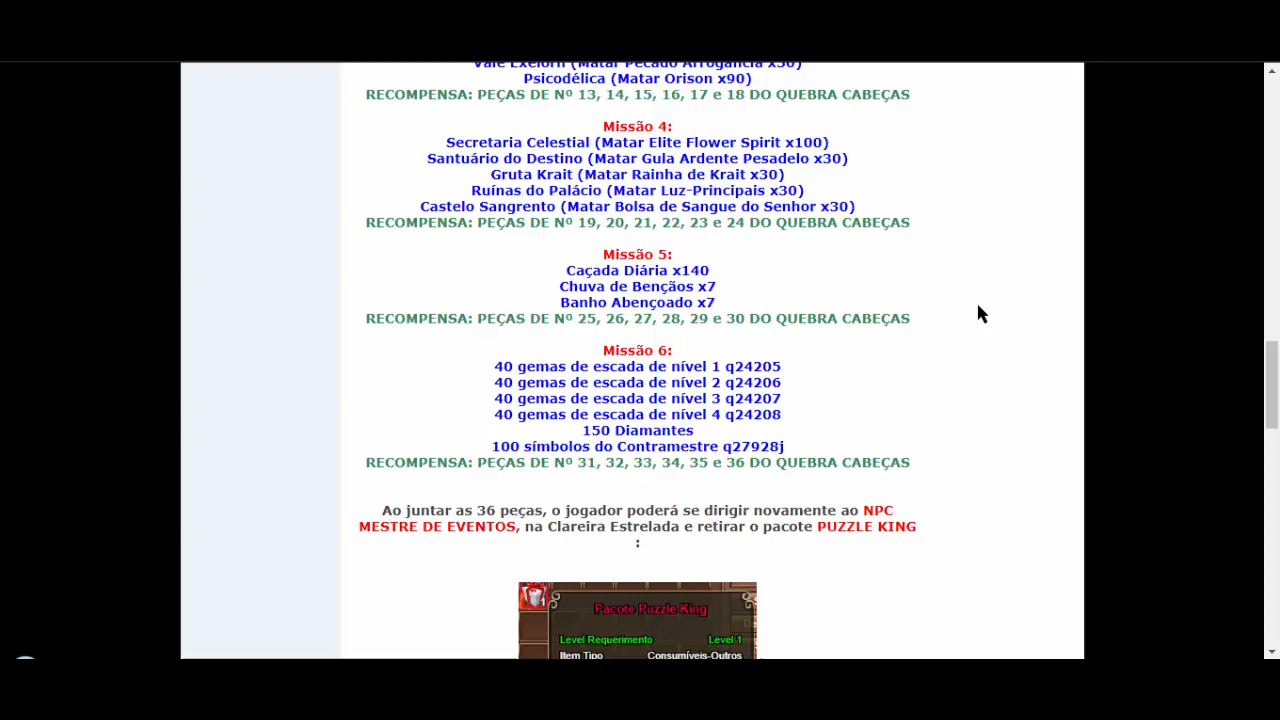 Vale Exelorn (Matar Pecado Arrogância x30)
Psicodélica (Matar Orison x90)
RECOMPENSA: PEÇAS DE Nº 13, 14, 15, 16, 17 e 18 DO QUEBRA CABEÇAS
Missão 4:
Secretaria Celestial (Matar Elite Flower Spirit x100)
Santuário do Destino (Matar Gula Ardente Pesadelo x30)
Gruta Krait (Matar Rainha de Krait x30)
Ruínas do Palácio (Matar Luz-Principais x30)
Castelo Sangrento (Matar Bolsa de Sangue do Senhor x30)
RECOMPENSA: PEÇAS DE Nº 19, 20, 21, 22, 23 e 24 DO QUEBRA CABEÇAS
Missão 5:
Caçada Diária x140
Chuva de Bençãos x7
Banho Abençoado x7
RECOMPENSA: PEÇAS DE Nº 25, 26, 27, 28, 29 e 30 DO QUEBRA CABEÇAS
Missão 6:
40 gemas de escada de nível 1 q24205
40 gemas de escada de nível 2 q24206
40 gemas de escada de nível 3 q24207
40 gemas de escada de nível 4 q24208
150 Diamantes
100 símbolos do Contramestre q27928j
RECOMPENSA: PEÇAS DE Nº 31, 32, 33, 34, 35 e 36 DO QUEBRA CABEÇAS
Ao juntar as 36 peças, o jogador poderá se dirigir novamente ao NPC
MESTRE DE EVENTOS, na Clareira Estrelada e retirar o pacote PUZZLE KING
:
Pacote Puzzle King
Level Requerimento Level 1
Item Tipo Consumíveis-Outros